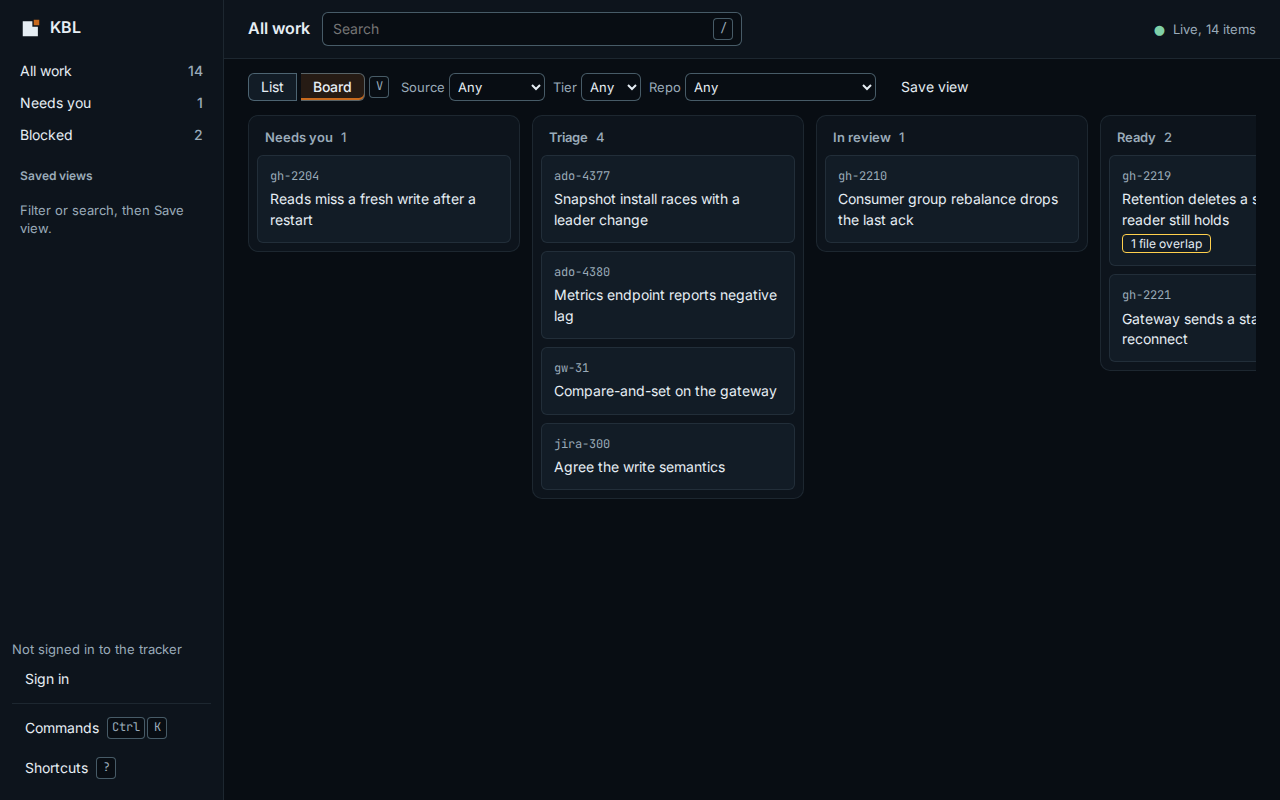 KBL
All work 14
Needs you 1
Blocked 2
Saved views
Filter or search, then Save
view.
Not signed in to the tracker
Sign in
Commands Ctrl K
Shortcuts ?
All work
Search /
Live, 14 items
List Board V Source Any Tier Any Repo Any Save view
Needs you 1
gh-2204
Reads miss a fresh write after a
restart
Triage 4
ado-4377
Snapshot install races with a
leader change
ado-4380
Metrics endpoint reports negative
lag
gw-31
Compare-and-set on the gateway
jira-300
Agree the write semantics
In review 1
gh-2210
Consumer group rebalance drops
the last ack
Ready 2
gh-2219
Retention deletes a
reader still holds
1 file overlap
gh-2221
Gateway sends a
reconnect